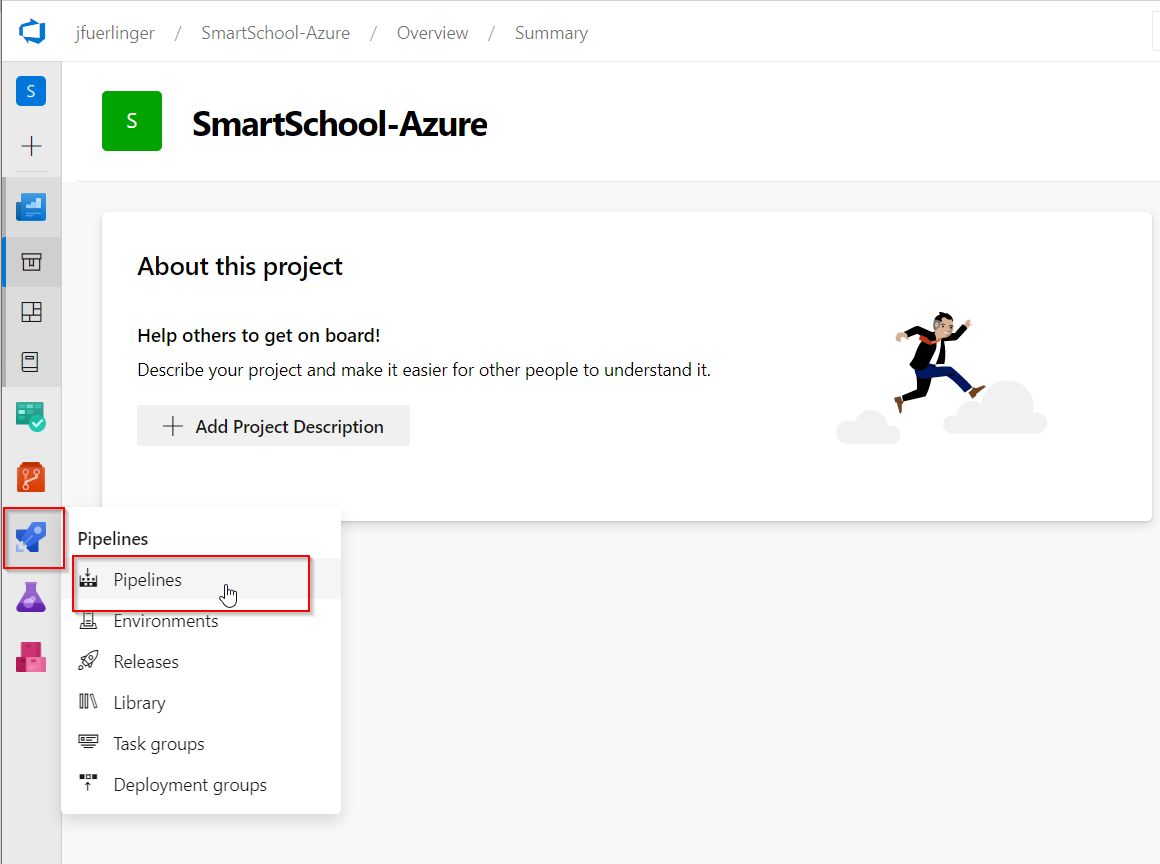 jfuerlinger / SmartSchool-Azure / Overview / Summary
S
S
SmartSchool-Azure
About this project
Help others to get on board!
Describe your project and make it easier for other people to understand it.
Add Project Description
Pipelines
Pipelines
Environments
Releases
Library
Task groups
Deployment groups